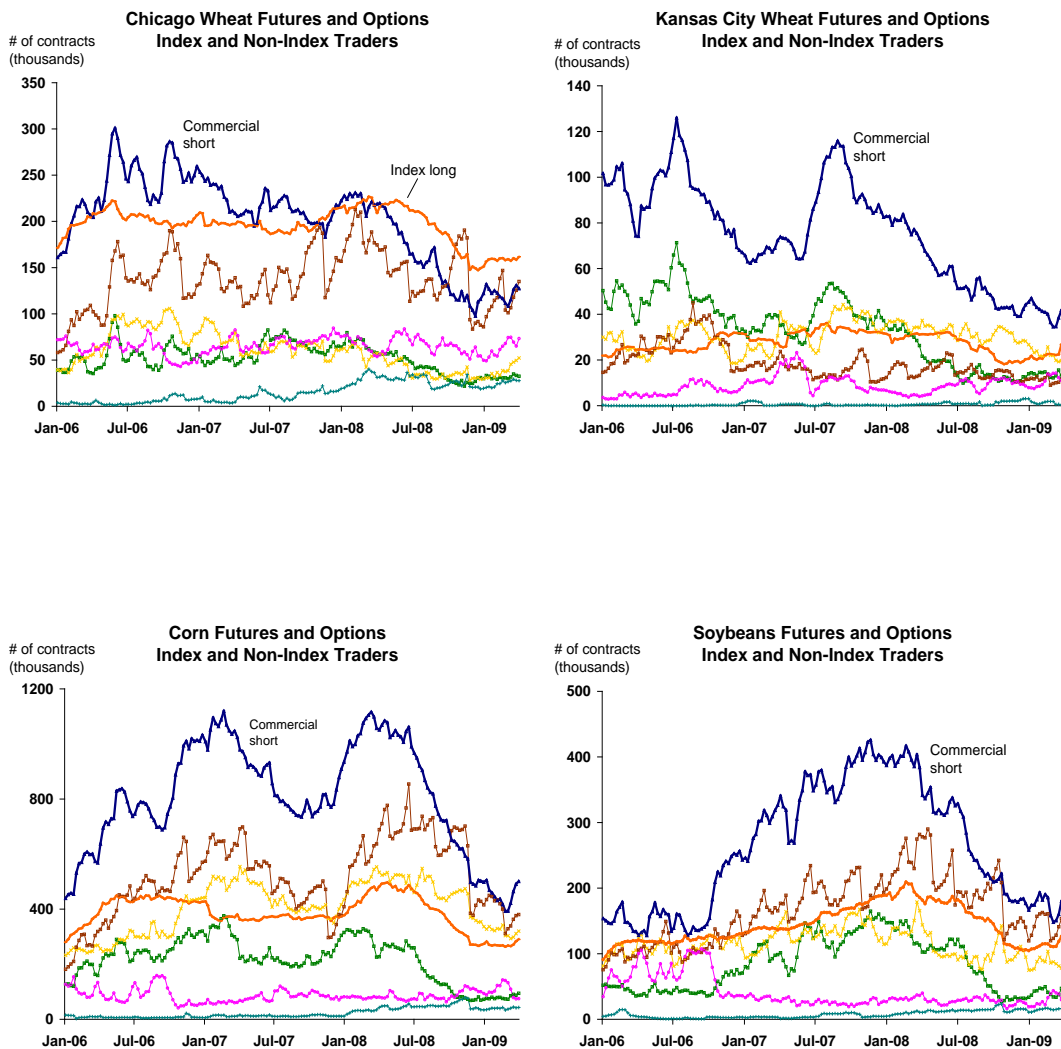 Chicago Wheat Futures and Options
Index and Non-Index Traders
# of contracts
(thousands)
350
300
250
200
150
100
50
0
Commercial
short
Index long
Jan-06 Jul-06 Jan-07 Jul-07 Jan-08 Jul-08 Jan-09
Kansas City Wheat Futures and Options
Index and Non-Index Traders
# of contracts
(thousands)
140
120
100
80
60
40
20
0
Commercial
short
Jan-06 Jul-06 Jan-07 Jul-07 Jan-08 Jul-08 Jan-09
Corn Futures and Options
Index and Non-Index Traders
# of contracts
(thousands)
1200
800
400
0
Commercial
short
Jan-06 Jul-06 Jan-07 Jul-07 Jan-08 Jul-08 Jan-09
Soybeans Futures and Options
Index and Non-Index Traders
# of contracts
(thousands)
500
400
300
200
100
0
Commercial
short
Jan-06 Jul-06 Jan-07 Jul-07 Jan-08 Jul-08 Jan-09